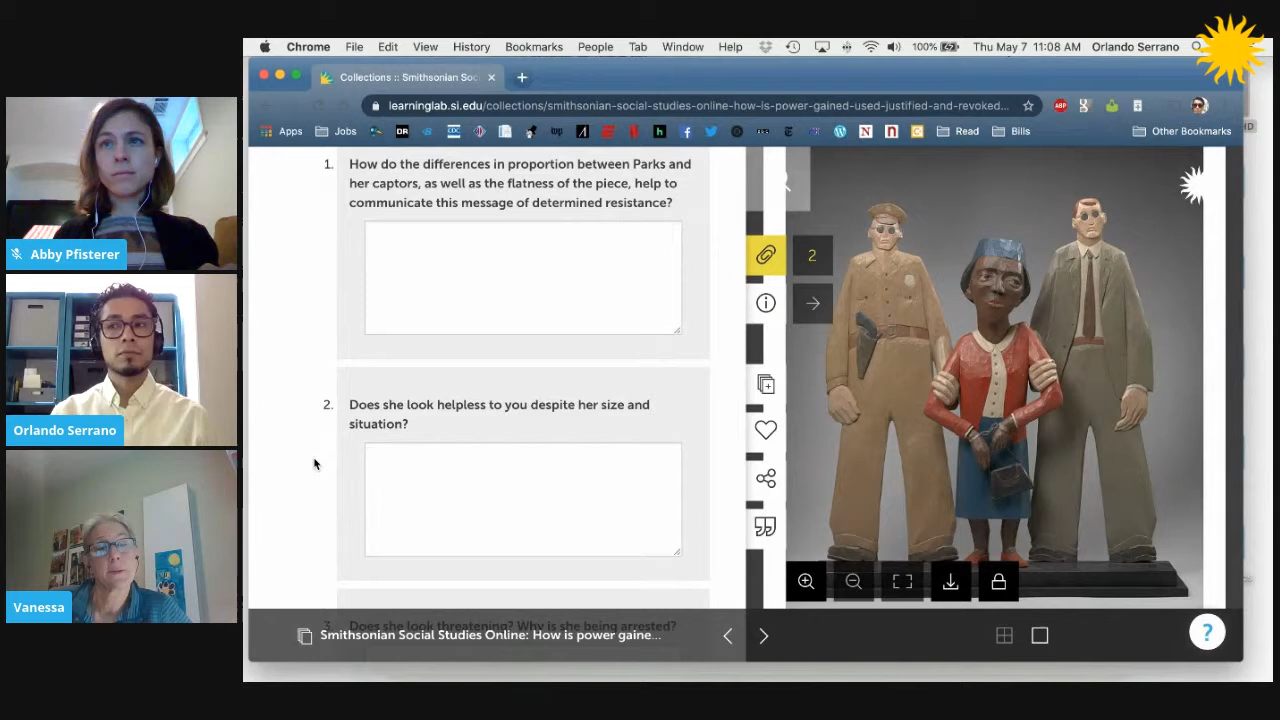 Chrome File Edit View History Bookmarks People Tab Window Help 100% Thu May 7 11:08 AM Orlando Serrano
Collections :: Smithsonian Soc
learninglab.si.edu/collections/smithsonian-social-studies-online-how-is-power-gained-used-justified-and-revoked...
ABP
Apps Jobs DR CDC wp Read Bills Other Bookmarks
1. How do the differences in proportion between Parks and
her captors, as well as the flatness of the piece, help to
communicate this message of determined resistance?
2
2. Does she look helpless to you despite her size and
situation?
3. Does she look threatening? Why is she being arrested?
Smithsonian Social Studies Online: How is power gaine...
?
Abby Pfisterer
Orlando Serrano
Vanessa